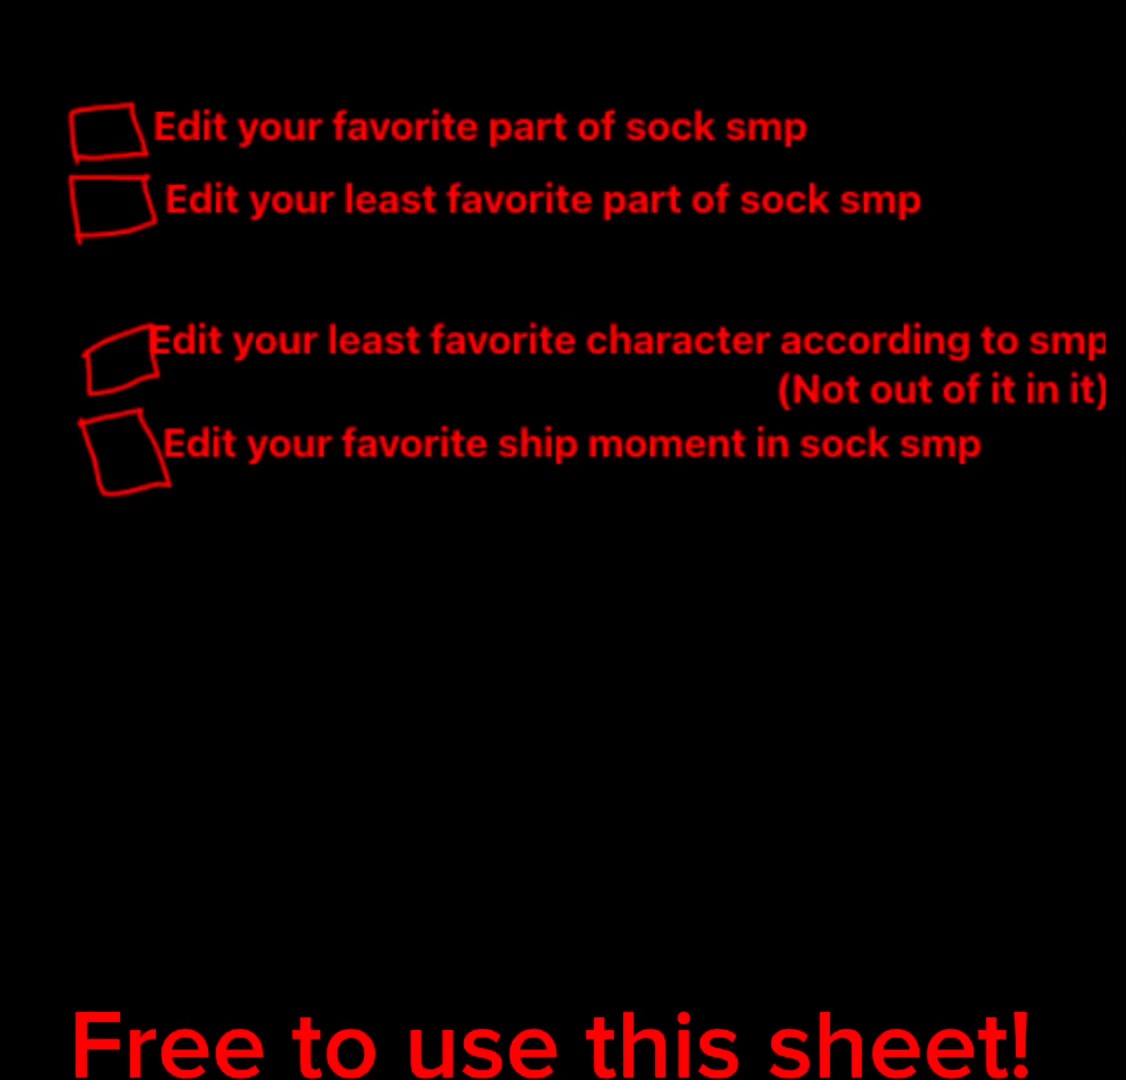 Edit your favorite part of sock smp
Edit your least favorite part of sock smp
Edit your least favorite character according to smp
(Not out of it in it)
Edit your favorite ship moment in sock smp
Free to use this sheet!